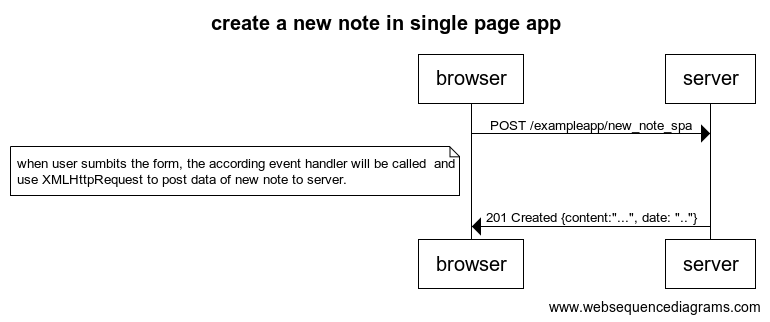 create a new note in single page app
browser
server
POST /exampleapp/new_note_spa
when user sumbits the form, the according event handler will be called  and
use XMLHttpRequest to post data of new note to server.
201 Created {content:"...", date: ".."}
browser
server
www.websequencediagrams.com